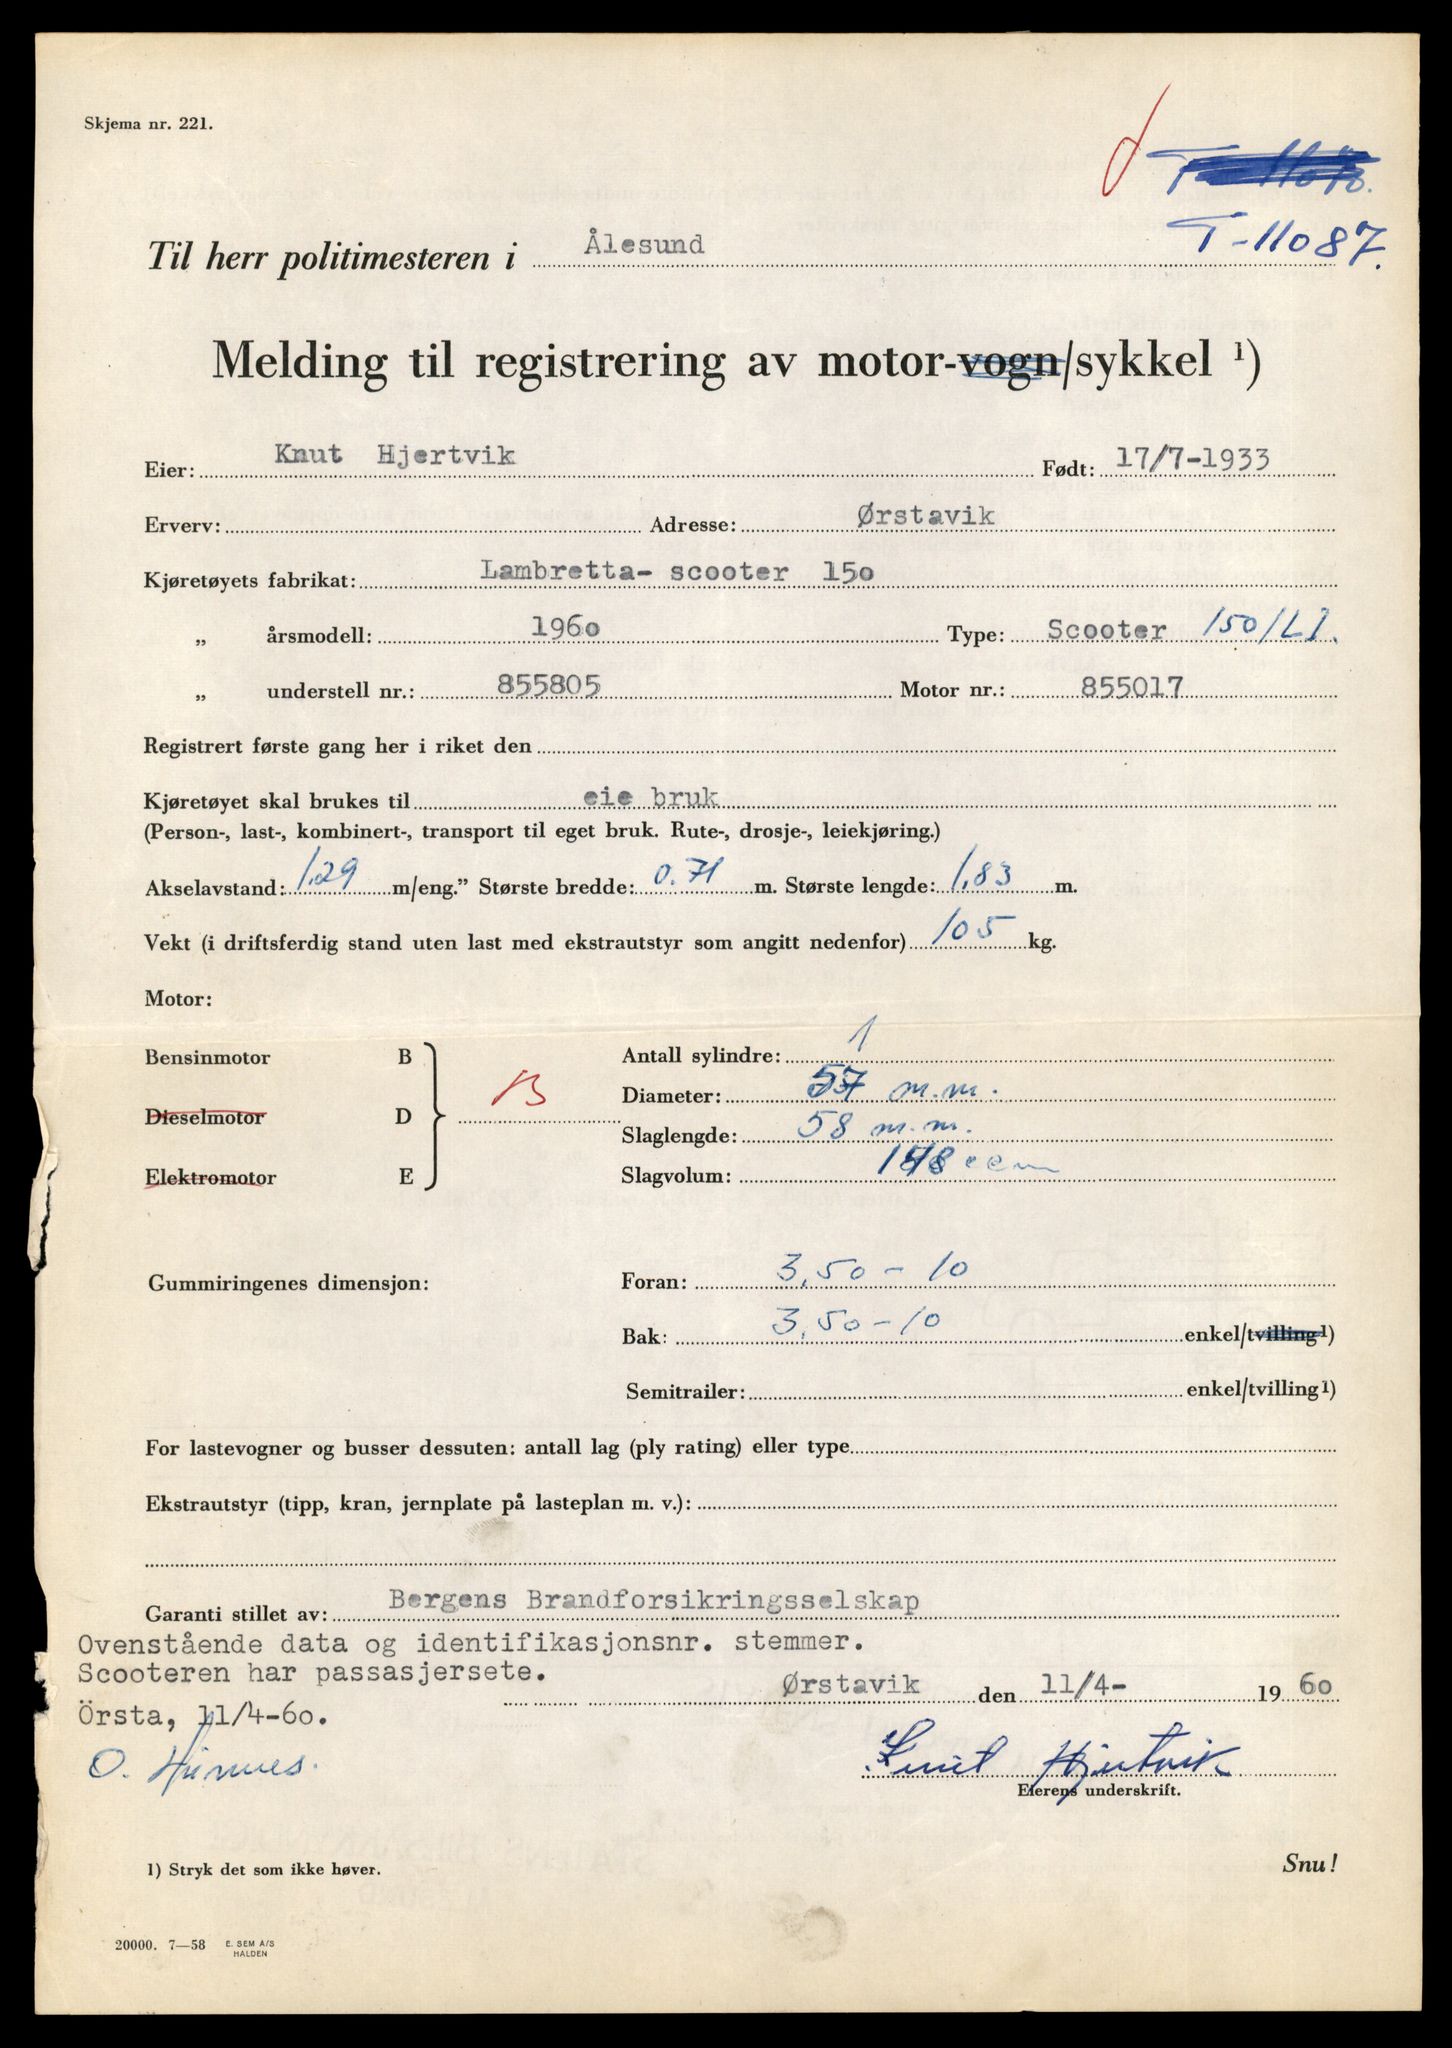 Skjema nr. 221.
T-11087.
Til herr politimesteren i Ålesund
Melding til registrering av motor-vogn/sykkel 1)
Eier: Knut Hjertvik Født: 17/7-1933
Erverv: Adresse: Ørstavik
Kjøretøyets fabrikat: Lambretta- scooter 150
„ årsmodell: 1960 Type: Scooter 150/LI.
„ understell nr.: 855805 Motor nr.: 855017
Registrert første gang her i riket den
Kjøretøyet skal brukes til eie bruk
(Person-, last-, kombinert-, transport til eget bruk. Rute-, drosje-, leiekjøring.)
Akselavstand: 1.29 m/eng.” Største bredde: 0.71 m. Største lengde: 1,83 m.
Vekt (i driftsferdig stand uten last med ekstrautstyr som angitt nedenfor) 105 kg.
Motor:
Bensinmotor B Antall sylindre: 1
B Diameter: 57 m.m.
Dieselmotor D Slaglengde: 58 m.m.
Elektromotor E Slagvolum: 148 ccm
Gummiringenes dimensjon: Foran: 3,50-10
Bak: 3,50-10 enkel/tvilling1)
Semitrailer: enkel/tvilling1)
For lastevogner og busser dessuten: antall lag (ply rating) eller type
Ekstrautstyr (tipp, kran, jernplate på lasteplan m. v.):
Garanti stillet av: Bergens Brandforsikringsselskap
Ovenstående data og identifikasjonsnr. stemmer.
Scooteren har passasjersete.
Ørstavik den 11/4- 1960
Örsta, 11/4-60.
Knut Hjertvik
Eierens underskrift.
1) Stryk det som ikke høver.
Snu!
20000. 7—58 E. SEM A/S
HALDEN